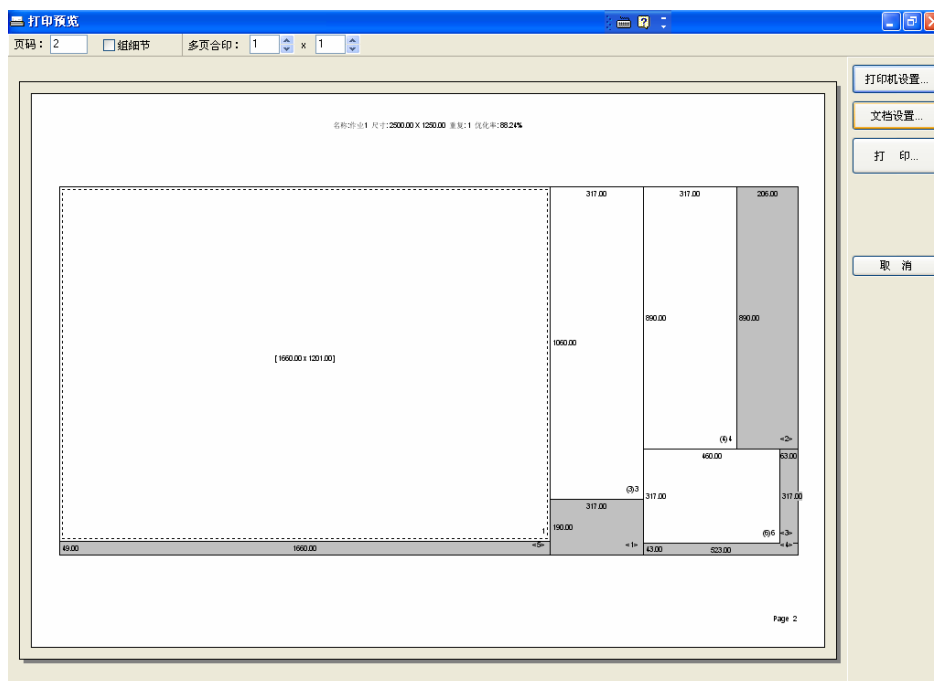 打印预览
页码: 2 组细节 多页合印: 1 x 1
打印机设置...
文档设置...
打 印...
取 消
名称:作业1 尺寸:2500.00 X 1250.00 重复:1 优化率:88.24%
317.00 317.00 206.00
890.00 890.00
1060.00
[ 1660.00 x 1201.00]
(4) 4 <2>
460.00 63.00
(3) 3
317.00 317.00
317.00
190.00
1
(6) 6 <3>
49.00 1660.00 <5> <1> 43.00 523.00 <4>
Page 2